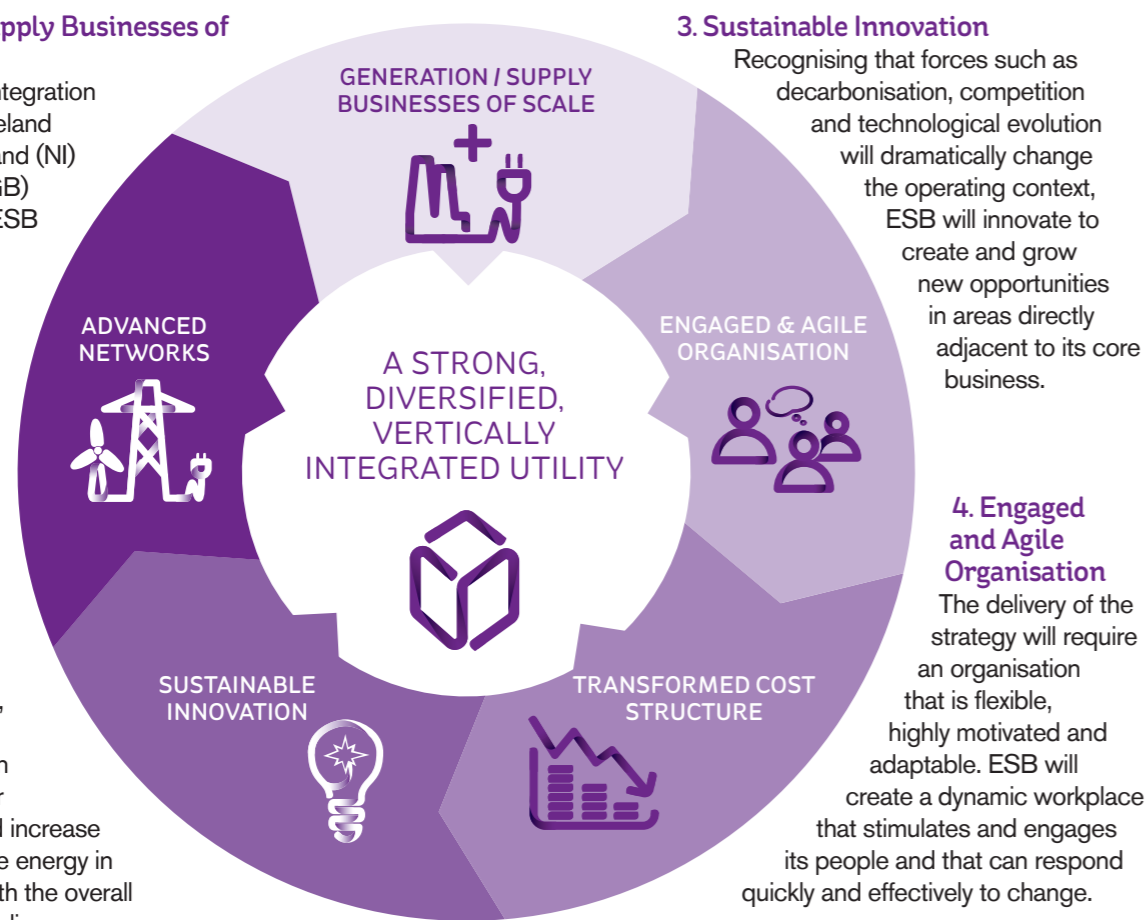 upply Businesses of
ntegration
eland
and (NI)
GB)
ESB
,
n
r
l increase
e energy in
th the overall
GENERATION / SUPPLY
BUSINESSES OF SCALE
ADVANCED
NETWORKS
ENGAGED & AGILE
ORGANISATION
A STRONG,
DIVERSIFIED,
VERTICALLY
INTEGRATED UTILITY
SUSTAINABLE
INNOVATION
TRANSFORMED COST
STRUCTURE
3. Sustainable Innovation
Recognising that forces such as
decarbonisation, competition
and technological evolution
will dramatically change
the operating context,
ESB will innovate to
create and grow
new opportunities
in areas directly
adjacent to its core
business.
4. Engaged
and Agile
Organisation
The delivery of the
strategy will require
an organisation
that is flexible,
highly motivated and
adaptable. ESB will
create a dynamic workplace
that stimulates and engages
its people and that can respond
quickly and effectively to change.